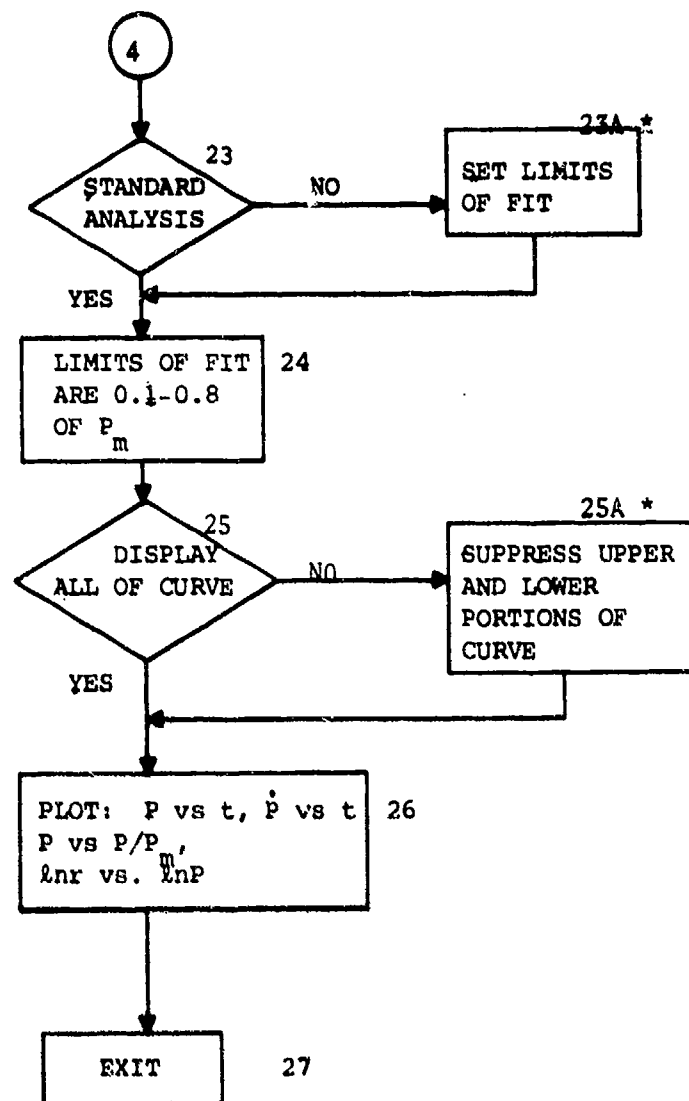 4
23
STANDARD
ANALYSIS
NO
23A *
SET LIMITS
OF FIT
YES
LIMITS OF FIT
ARE 0.1-0.8
OF Pm
24
25
DISPLAY
ALL OF CURVE
NO
25A *
SUPPRESS UPPER
AND LOWER
PORTIONS OF
CURVE
YES
PLOT: P vs t, Ṗ vs t
P vs P/Pm,
ℓnr vs. ℓnP
26
EXIT
27